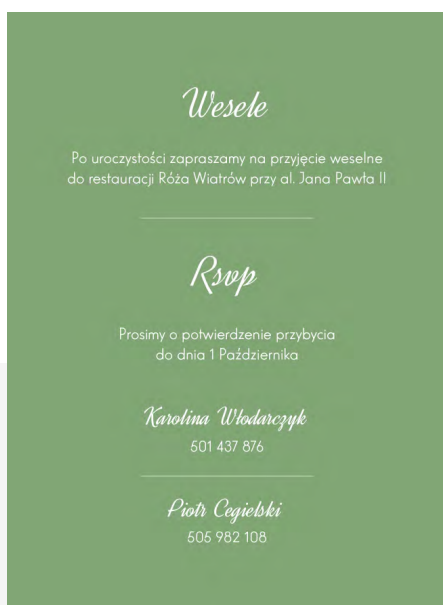 Wesele
Po uroczystości zapraszamy na przyjęcie weselne
do restauracji Róża Wiatrów przy al. Jana Pawła II
Rsvp
Prosimy o potwierdzenie przybycia
do dnia 1 Października
Karolina Włodarczyk
501 437 876
Piotr Cegielski
505 982 108